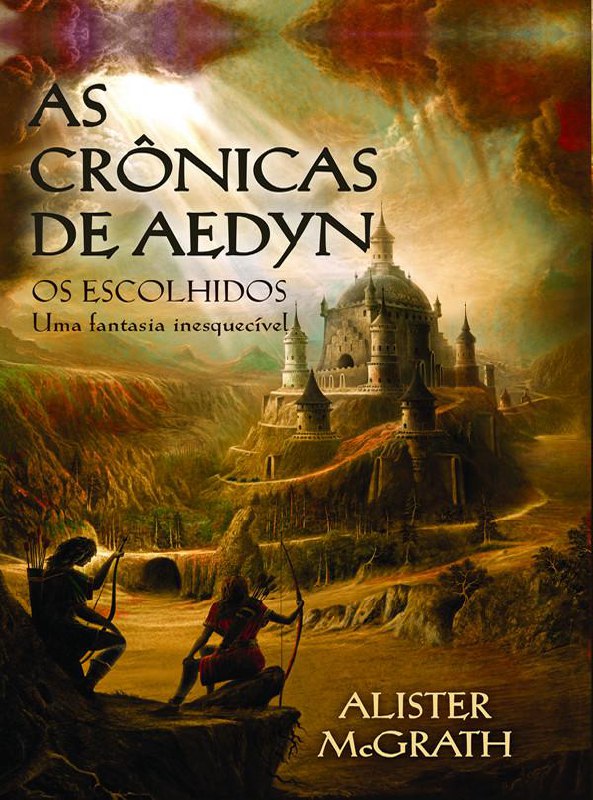 AS
CRÔNICAS
DE AEDYN
OS ESCOLHIDOS
Uma fantasia inesquecível
ALISTER
McGRATH